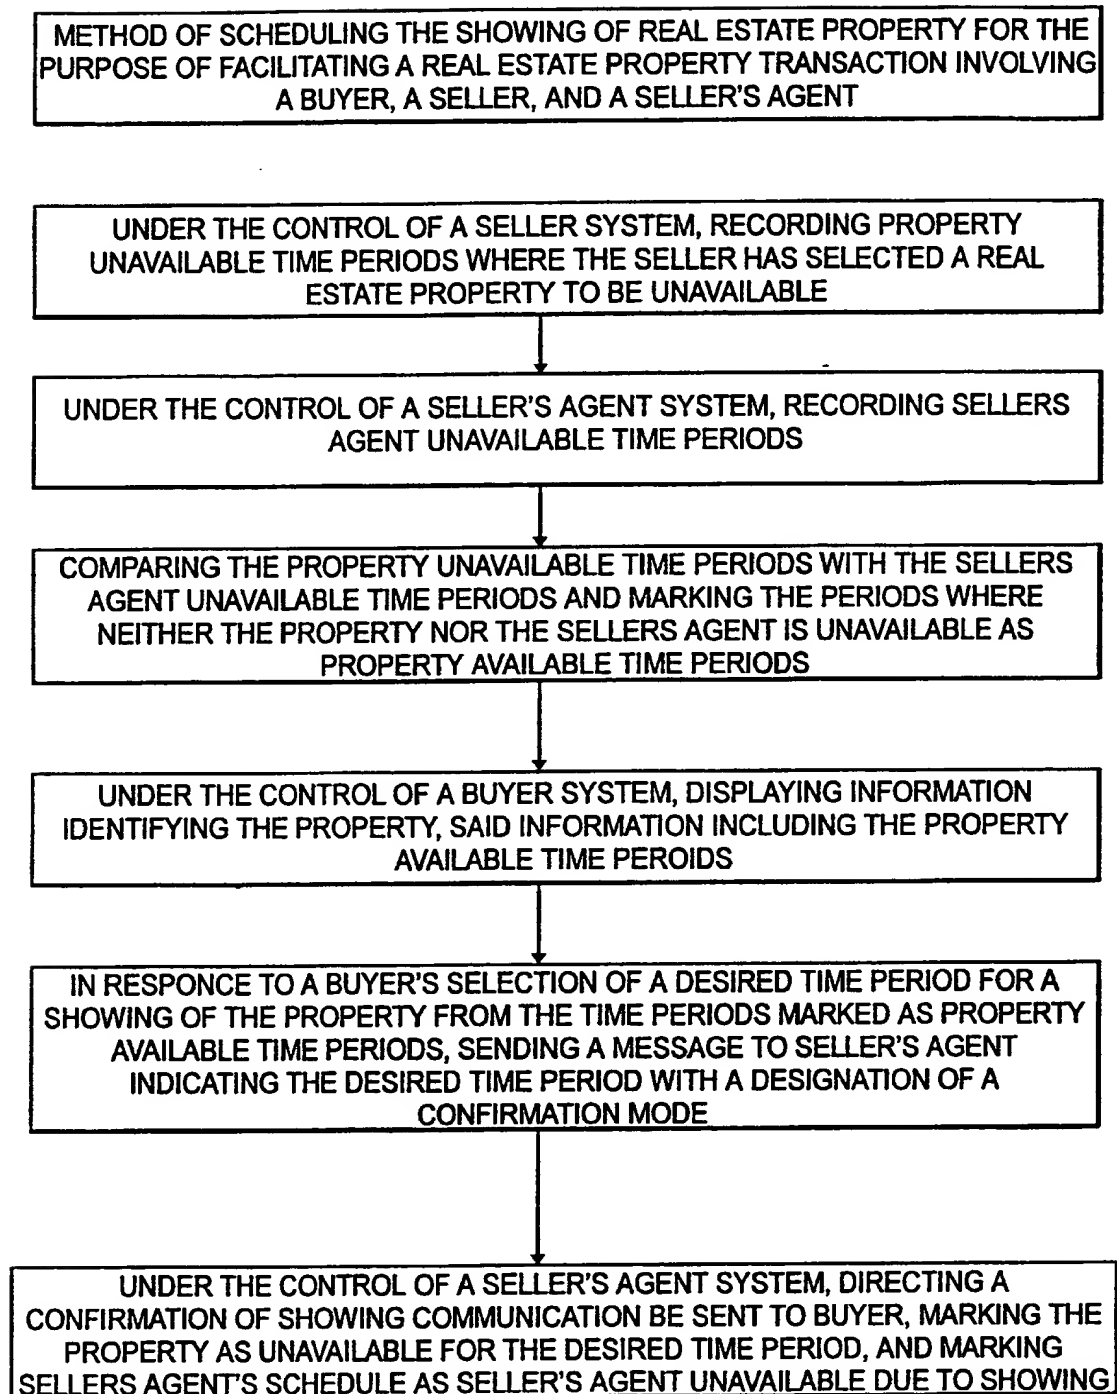 METHOD OF SCHEDULING THE SHOWING OF REAL ESTATE PROPERTY FOR THE
PURPOSE OF FACILITATING A REAL ESTATE PROPERTY TRANSACTION INVOLVING
A BUYER, A SELLER, AND A SELLER'S AGENT
UNDER THE CONTROL OF A SELLER SYSTEM, RECORDING PROPERTY
UNAVAILABLE TIME PERIODS WHERE THE SELLER HAS SELECTED A REAL
ESTATE PROPERTY TO BE UNAVAILABLE
UNDER THE CONTROL OF A SELLER'S AGENT SYSTEM, RECORDING SELLERS
AGENT UNAVAILABLE TIME PERIODS
COMPARING THE PROPERTY UNAVAILABLE TIME PERIODS WITH THE SELLERS
AGENT UNAVAILABLE TIME PERIODS AND MARKING THE PERIODS WHERE
NEITHER THE PROPERTY NOR THE SELLERS AGENT IS UNAVAILABLE AS
PROPERTY AVAILABLE TIME PERIODS
UNDER THE CONTROL OF A BUYER SYSTEM, DISPLAYING INFORMATION
IDENTIFYING THE PROPERTY, SAID INFORMATION INCLUDING THE PROPERTY
AVAILABLE TIME PEROIDS
IN RESPONCE TO A BUYER'S SELECTION OF A DESIRED TIME PERIOD FOR A
SHOWING OF THE PROPERTY FROM THE TIME PERIODS MARKED AS PROPERTY
AVAILABLE TIME PERIODS, SENDING A MESSAGE TO SELLER'S AGENT
INDICATING THE DESIRED TIME PERIOD WITH A DESIGNATION OF A
CONFIRMATION MODE
UNDER THE CONTROL OF A SELLER'S AGENT SYSTEM, DIRECTING A
CONFIRMATION OF SHOWING COMMUNICATION BE SENT TO BUYER, MARKING THE
PROPERTY AS UNAVAILABLE FOR THE DESIRED TIME PERIOD, AND MARKING
SELLERS AGENT'S SCHEDULE AS SELLER'S AGENT UNAVAILABLE DUE TO SHOWING